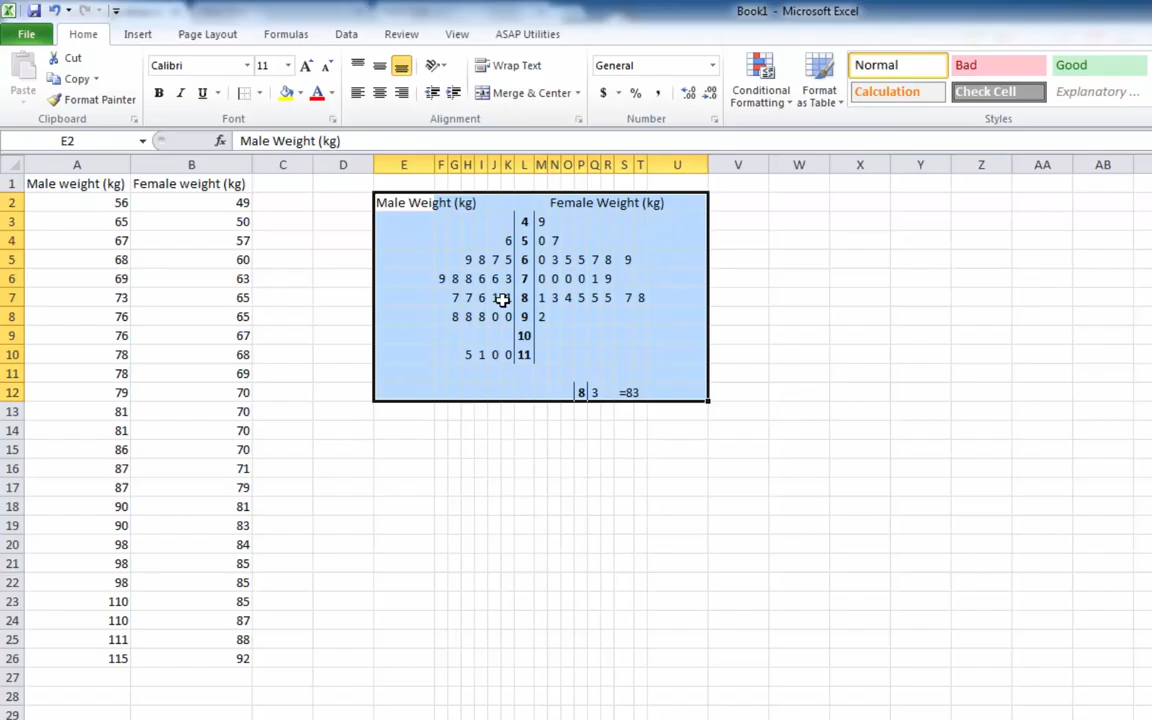 Book1 - Microsoft Excel
File Home Insert Page Layout Formulas Data Review View ASAP Utilities
Paste Cut Copy Format Painter Clipboard
Calibri 11 A A B I U A Font
Wrap Text Merge & Center Alignment
General $ % , Number
Conditional Formatting Format as Table
Normal Bad Good
Calculation Check Cell Explanatory ...
Styles
E2 fx Male Weight (kg)
A B C D E F G H I J K L M N O P Q R S T U V W X Y Z AA AB
1 Male weight (kg) Female weight (kg)
2 56 49 Male Weight (kg) Female Weight (kg)
3 65 50 4 9
4 67 57 6 5 0 7
5 68 60 9 8 7 5 6 0 3 5 5 7 8 9
6 69 63 9 8 8 6 6 3 7 0 0 0 0 1 9
7 73 65 7 7 6 1 8 1 3 4 5 5 5 7 8
8 76 65 8 8 8 0 0 9 2
9 76 67 10
10 78 68 5 1 0 0 11
11 78 69
12 79 70 8 3 =83
13 81 70
14 81 70
15 86 70
16 87 71
17 87 79
18 90 81
19 90 83
20 98 84
21 98 85
22 98 85
23 110 85
24 110 87
25 111 88
26 115 92
27
28
29